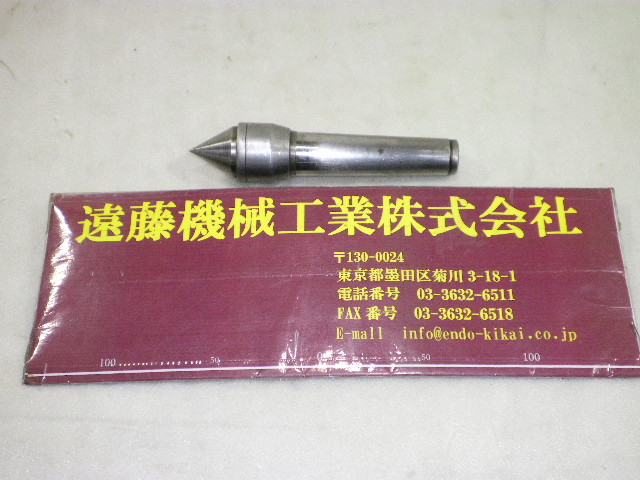 遠藤機械工業株式会社
〒130-0024
東京都墨田区菊川 3-18-1
電話番号 03-3632-6511
FAX 番号 03-3632-6518
E-mall info@endo-kikai.co.jp
100 50 0 50 100